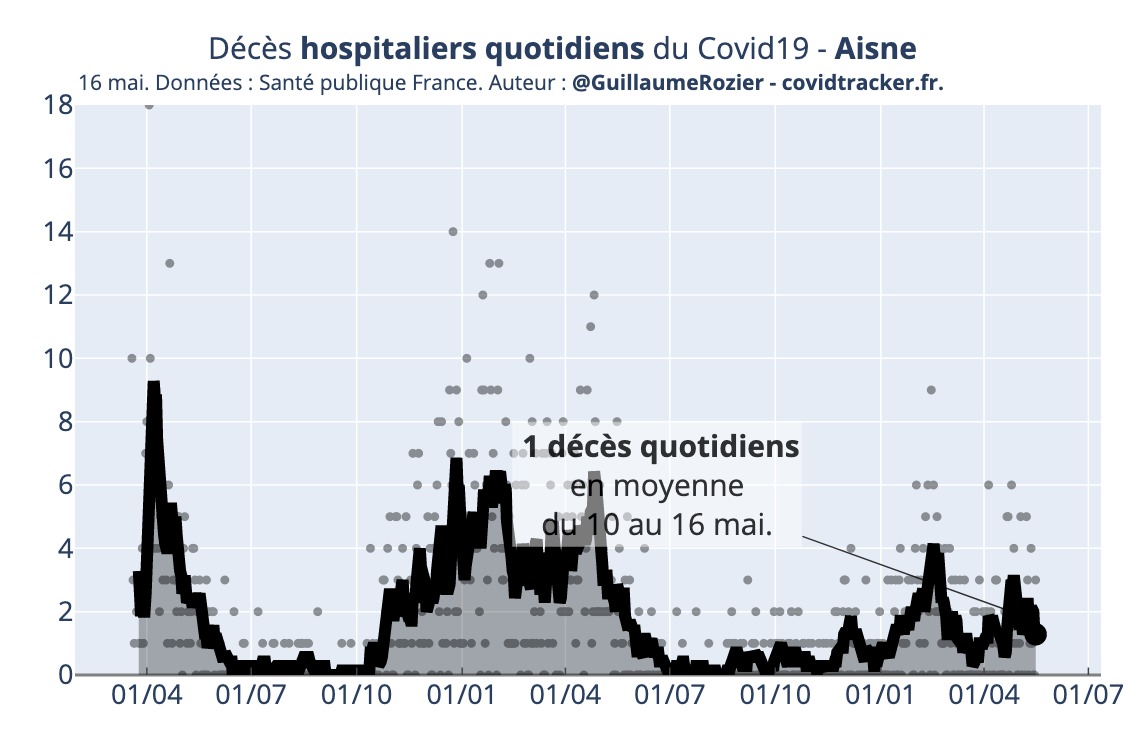 Décès hospitaliers quotidiens du Covid19 - Aisne
16 mai. Données : Santé publique France. Auteur : @GuillaumeRozier - covidtracker.fr.
18
16
14
12
10
8
6
4
2
0
1 décès quotidiens
en moyenne
du 10 au 16 mai.
01/04 01/07 01/10 01/01 01/04 01/07 01/10 01/01 01/04 01/07